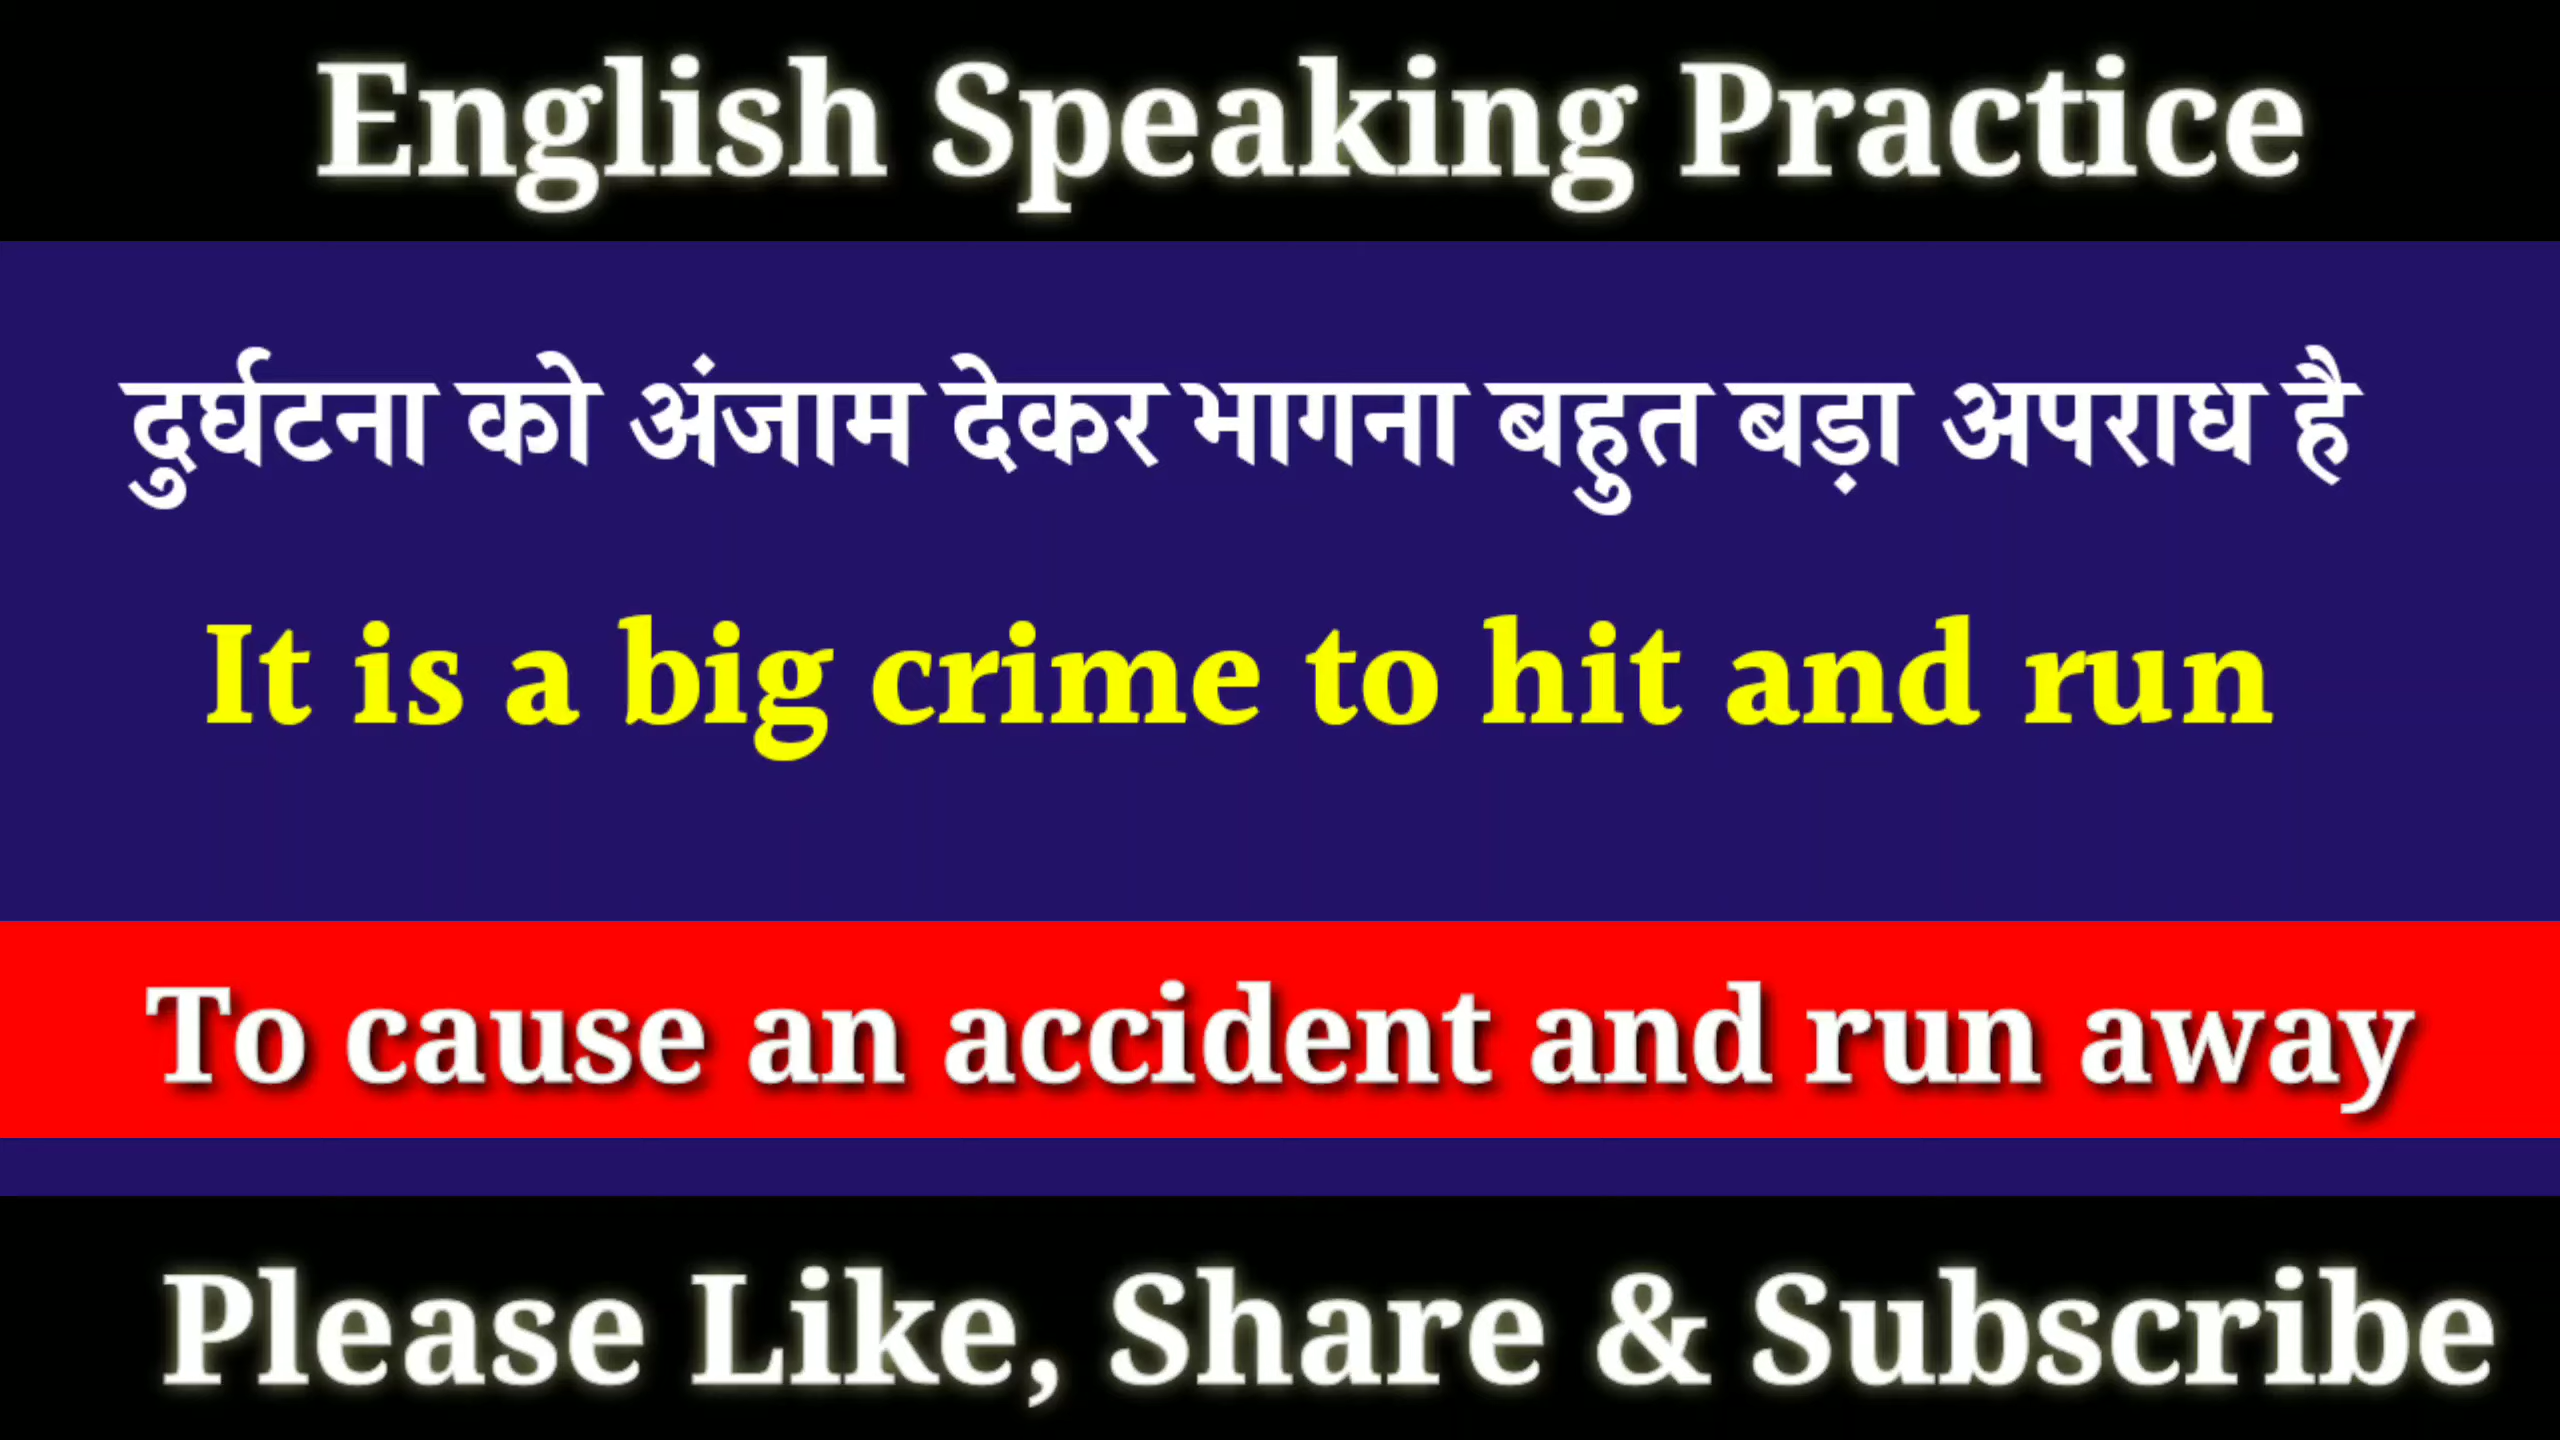 English Speaking Practice
दुर्घटना को अंजाम देकर भागना बहुत बड़ा अपराध है
It is a big crime to hit and run
To cause an accident and run away
Please Like, Share & Subscribe